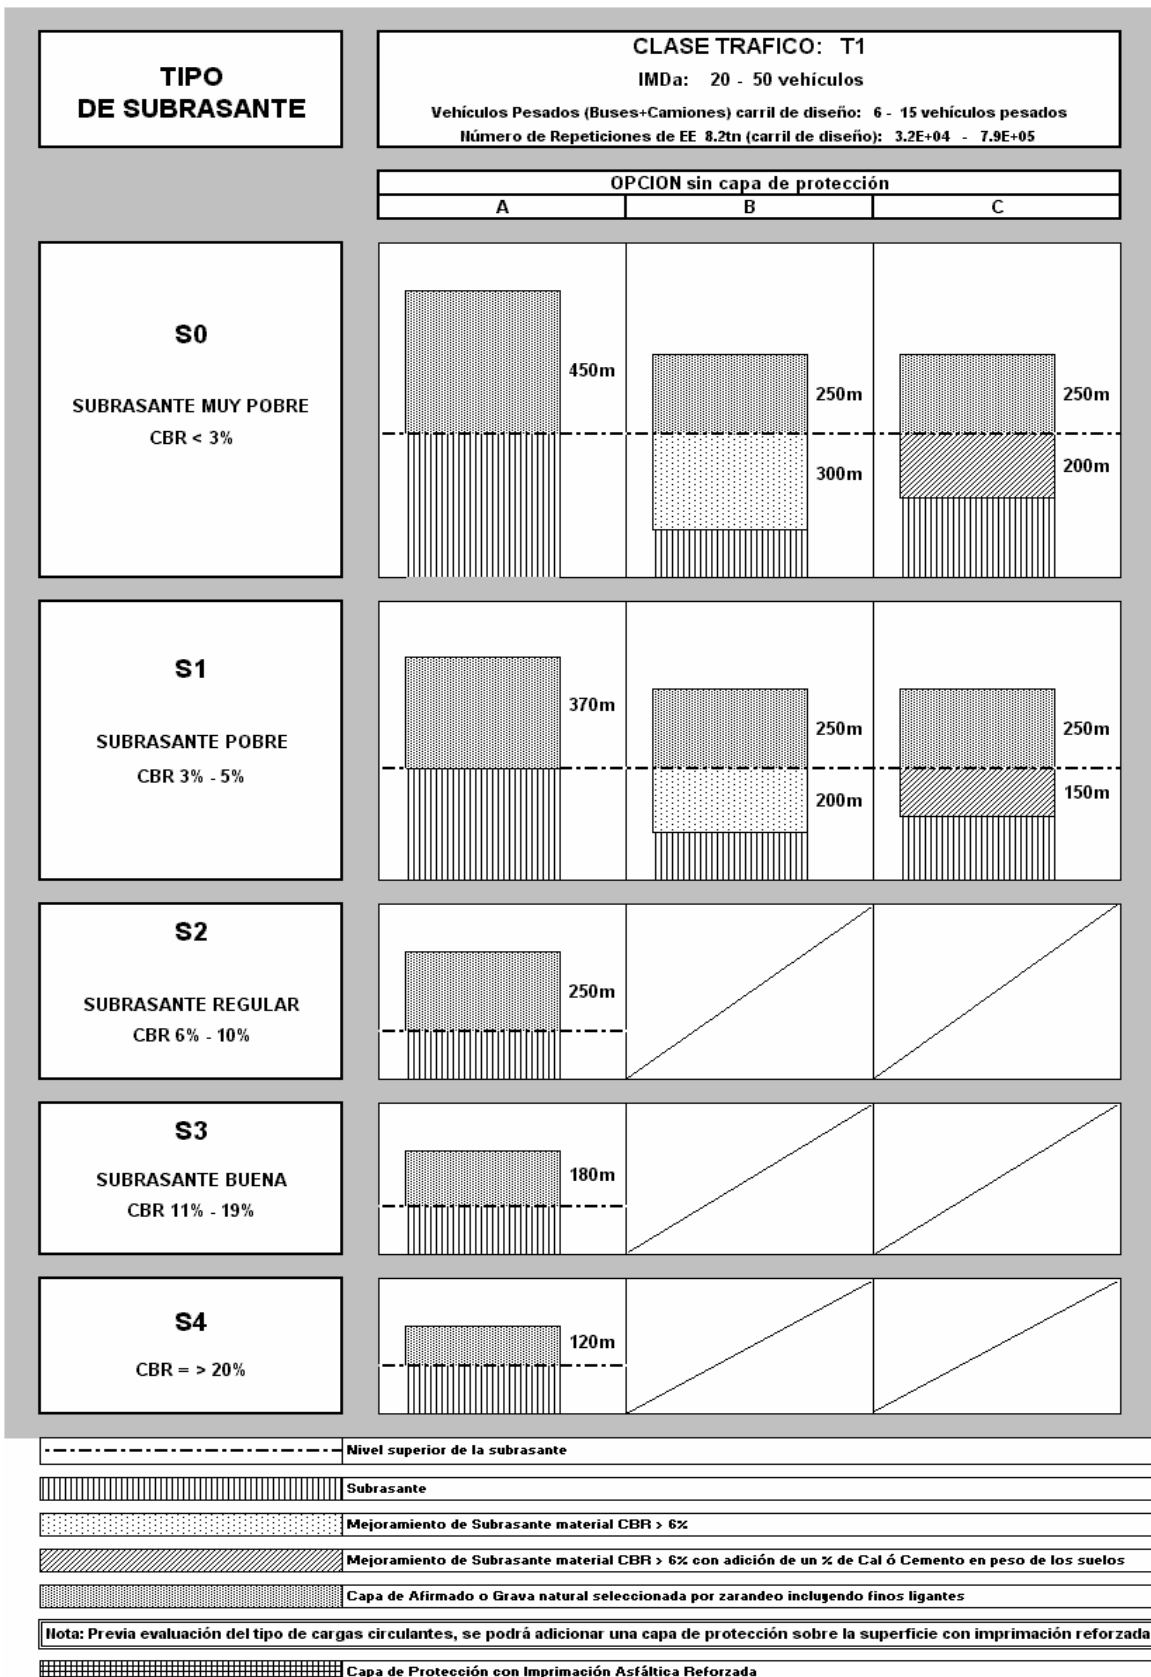 TIPO
DE SUBRASANTE
CLASE TRAFICO: T1
IMDa: 20 - 50 vehículos
Vehículos Pesados (Buses+Camiones) carril de diseño: 6 - 15 vehículos pesados
Número de Repeticiones de EE 8.2tn (carril de diseño): 3.2E+04 - 7.9E+05
OPCION sin capa de protección
A B C
S0
SUBRASANTE MUY POBRE
CBR < 3%
450m
250m
300m
250m
200m
S1
SUBRASANTE POBRE
CBR 3% - 5%
370m
250m
200m
250m
150m
S2
SUBRASANTE REGULAR
CBR 6% - 10%
250m
S3
SUBRASANTE BUENA
CBR 11% - 19%
180m
S4
CBR = > 20%
120m
Nivel superior de la subrasante
Subrasante
Mejoramiento de Subrasante material CBR > 6%
Mejoramiento de Subrasante material CBR > 6% con adición de un % de Cal ó Cemento en peso de los suelos
Capa de Afirmado o Grava natural seleccionada por zarandeo incluyendo finos ligantes
Nota: Previa evaluación del tipo de cargas circulantes, se podrá adicionar una capa de protección sobre la superficie con imprimación reforzada
Capa de Protección con Imprimación Asfáltica Reforzada